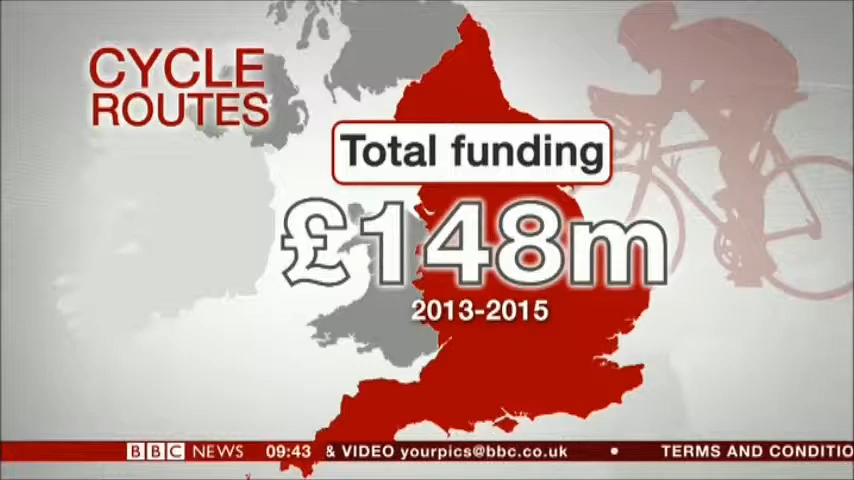 CYCLE
ROUTES
Total funding
£148m
2013-2015
BBC NEWS 09:43 & VIDEO yourpics@bbc.co.uk • TERMS AND CONDITIO